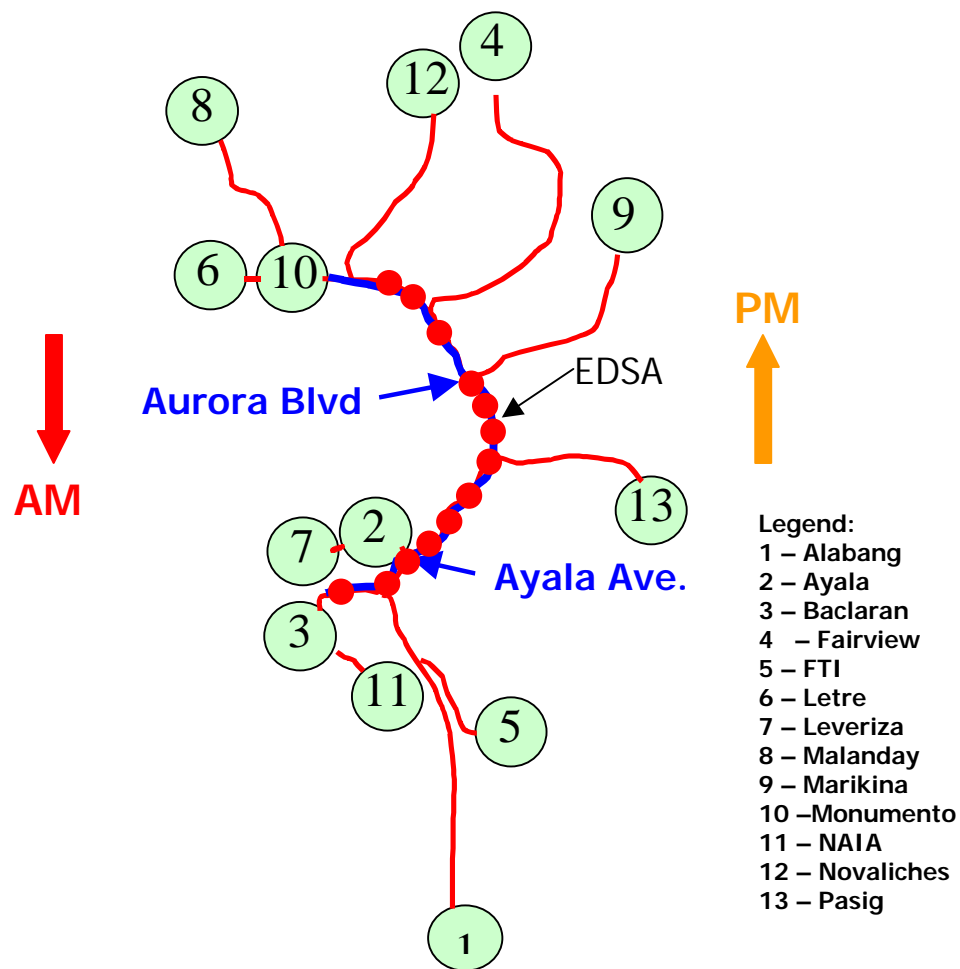 4
12
8
9
6
10
PM
EDSA
Aurora Blvd
AM
13
7
2
Ayala Ave.
3
11
5
1
Legend:
1 – Alabang
2 – Ayala
3 – Baclaran
4 – Fairview
5 – FTI
6 – Letre
7 – Leveriza
8 – Malanday
9 – Marikina
10 –Monumento
11 – NAIA
12 – Novaliches
13 – Pasig